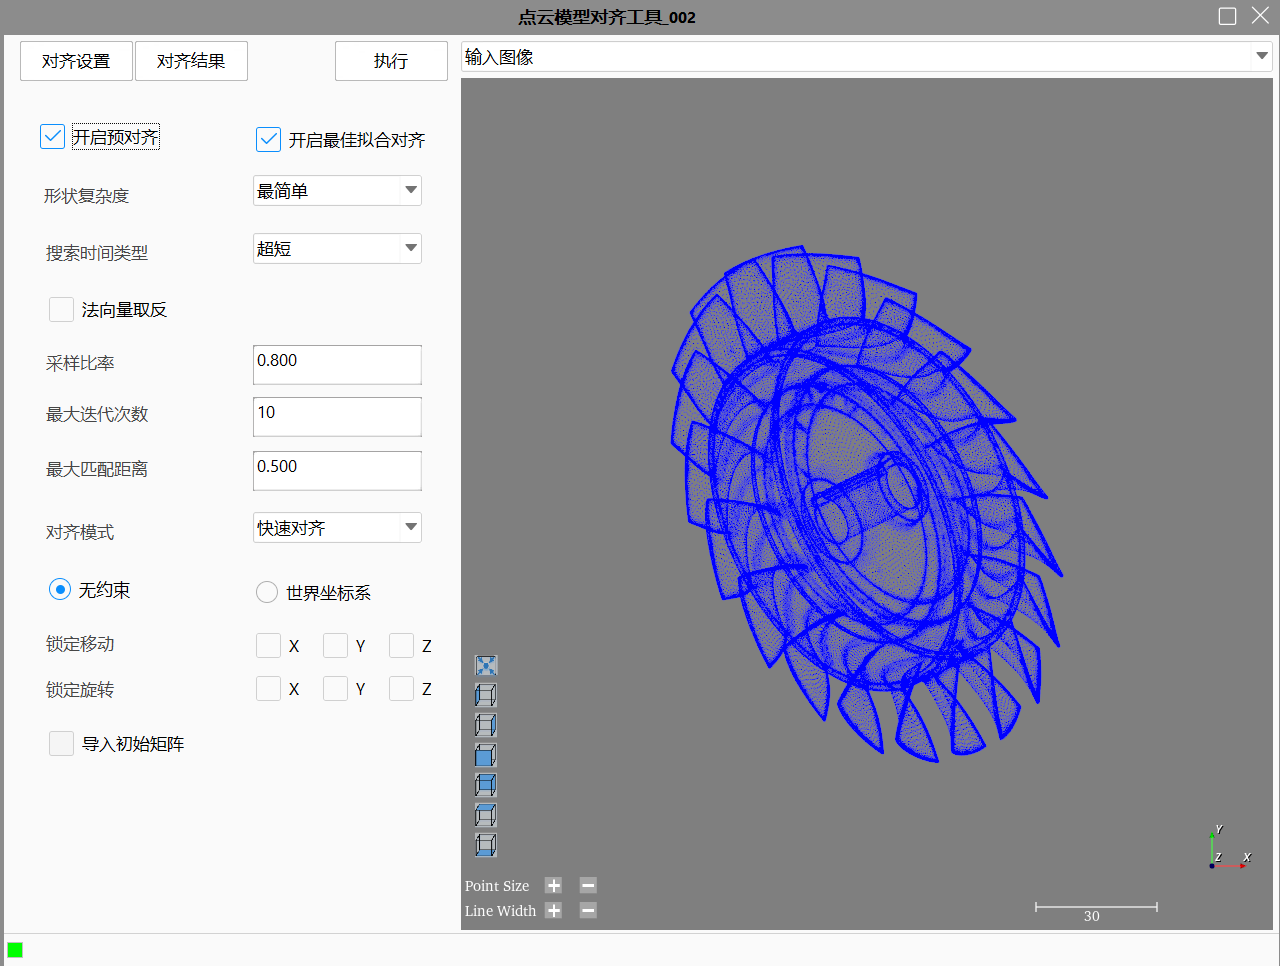 点云模型对齐工具_002
对齐设置 对齐结果 执行 输入图像
开启预对齐 开启最佳拟合对齐
形状复杂度 最简单
搜索时间类型 超短
法向量取反
采样比率 0.800
最大迭代次数 10
最大匹配距离 0.500
对齐模式 快速对齐
无约束 世界坐标系
锁定移动 X Y Z
锁定旋转 X Y Z
导入初始矩阵
Y
Z X
Point Size
Line Width
30